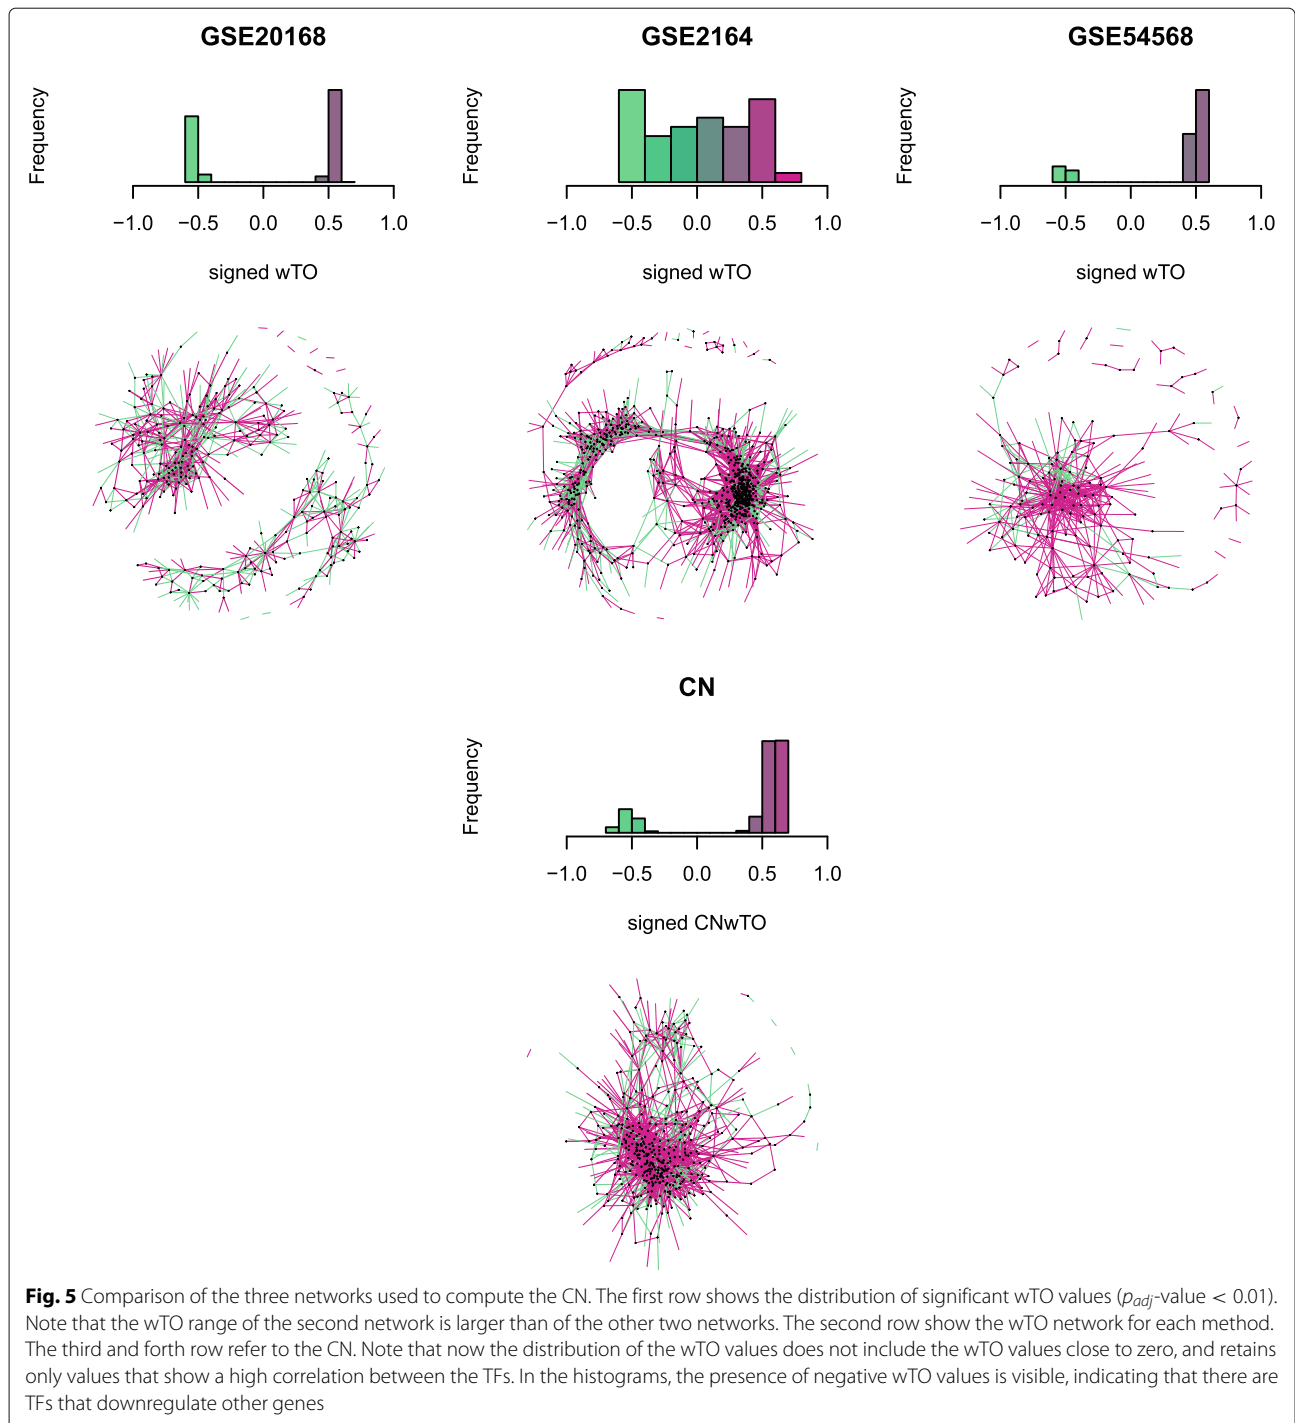 GSE20168
GSE2164
GSE54568
Frequency
−1.0 −0.5 0.0 0.5 1.0
signed wTO
Frequency
−1.0 −0.5 0.0 0.5 1.0
signed wTO
Frequency
−1.0 −0.5 0.0 0.5 1.0
signed wTO
CN
Frequency
−1.0 −0.5 0.0 0.5 1.0
signed CNwTO
Fig. 5 Comparison of the three networks used to compute the CN. The first row shows the distribution of significant wTO values (p_adj-value < 0.01).
Note that the wTO range of the second network is larger than of the other two networks. The second row show the wTO network for each method.
The third and forth row refer to the CN. Note that now the distribution of the wTO values does not include the wTO values close to zero, and retains
only values that show a high correlation between the TFs. In the histograms, the presence of negative wTO values is visible, indicating that there are
TFs that downregulate other genes